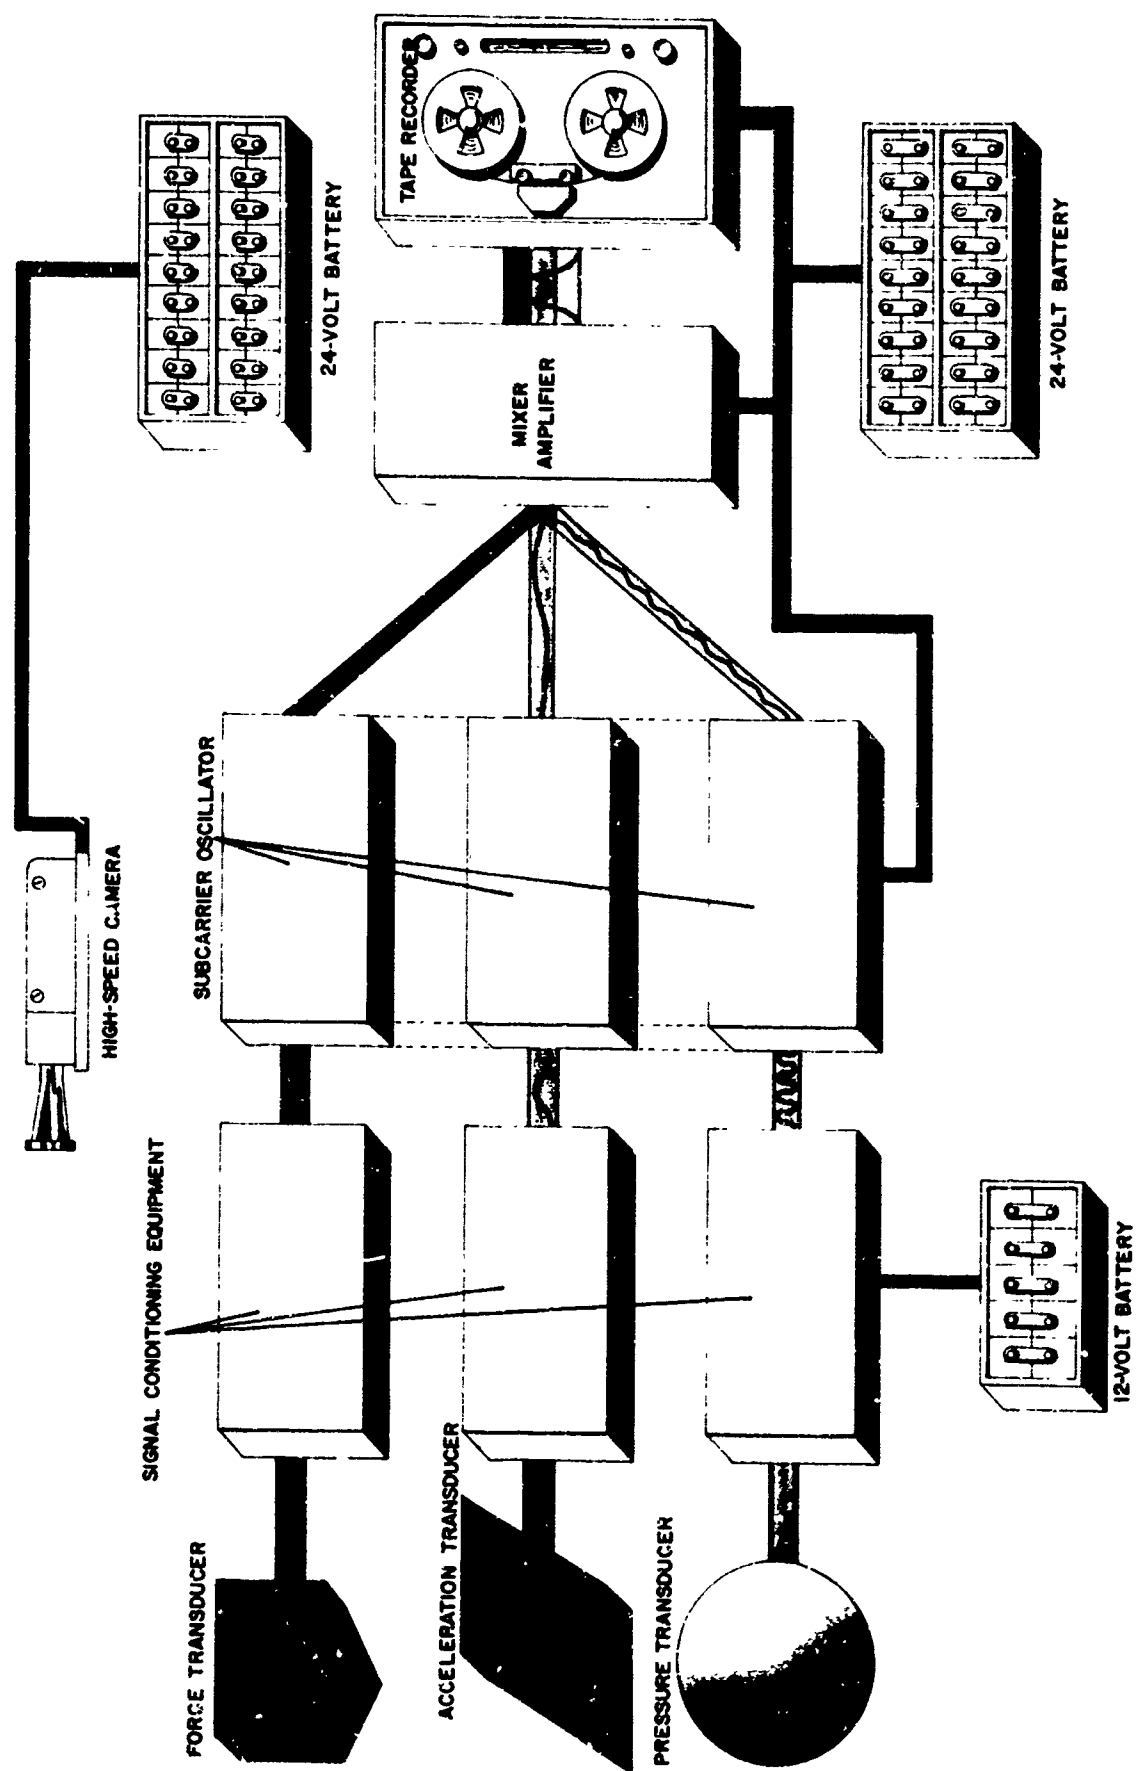 HIGH-SPEED CAMERA
SIGNAL CONDITIONING EQUIPMENT
FORCE TRANSDUCER
SUBCARRIER OSCILLATOR
24-VOLT BATTERY
TAPE RECORDER
ACCELERATION TRANSDUCER
MIXER
AMPLIFIER
PRESSURE TRANSDUCER
24-VOLT BATTERY
12-VOLT BATTERY